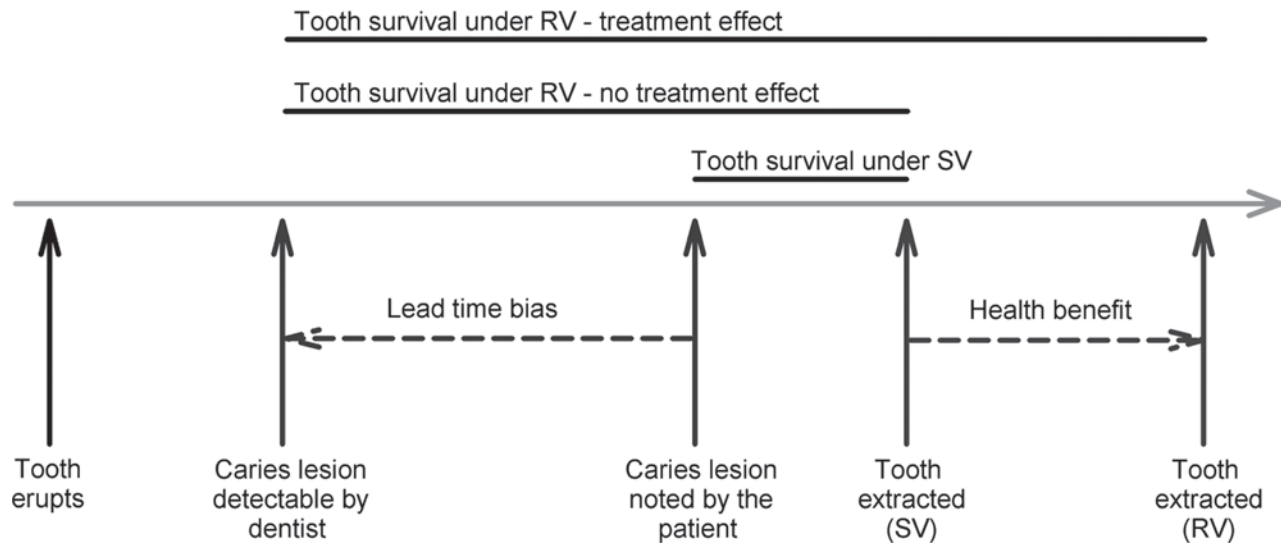 Tooth survival under RV - treatment effect
Tooth survival under RV - no treatment effect
Tooth survival under SV
Lead time bias
Health benefit
Tooth
erupts
Caries lesion
detectable by
dentist
Caries lesion
noted by the
patient
Tooth
extracted
(SV)
Tooth
extracted
(RV)